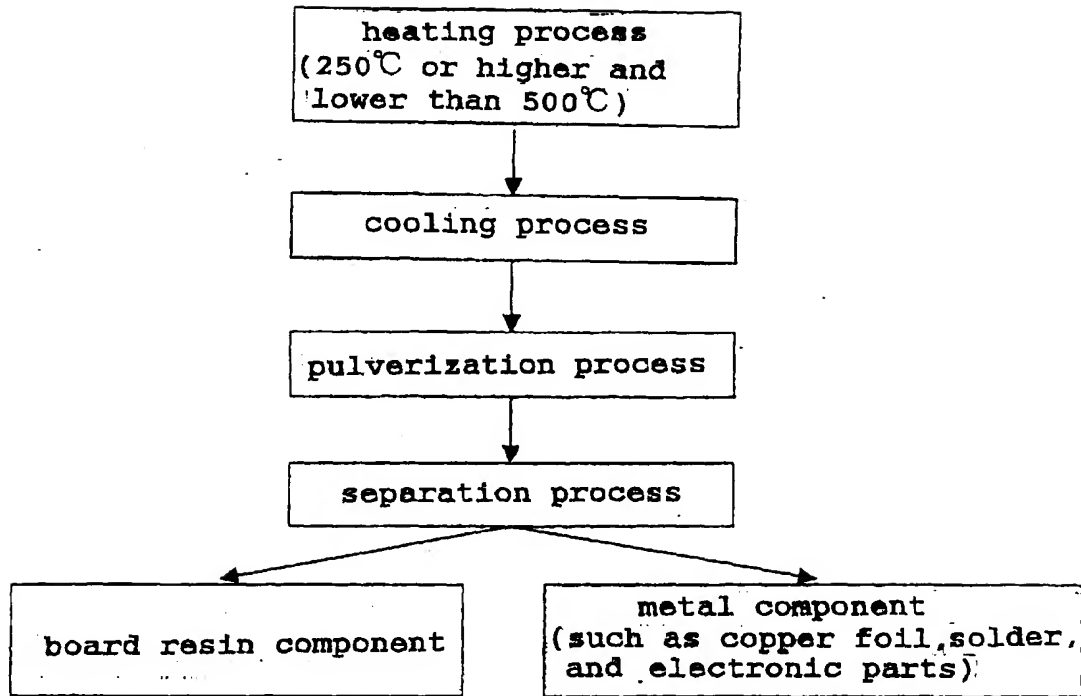 heating process
(250℃ or higher and
lower than 500℃)
cooling process
pulverization process
separation process
board resin component
metal component
(such as copper foil, solder,
and electronic parts)